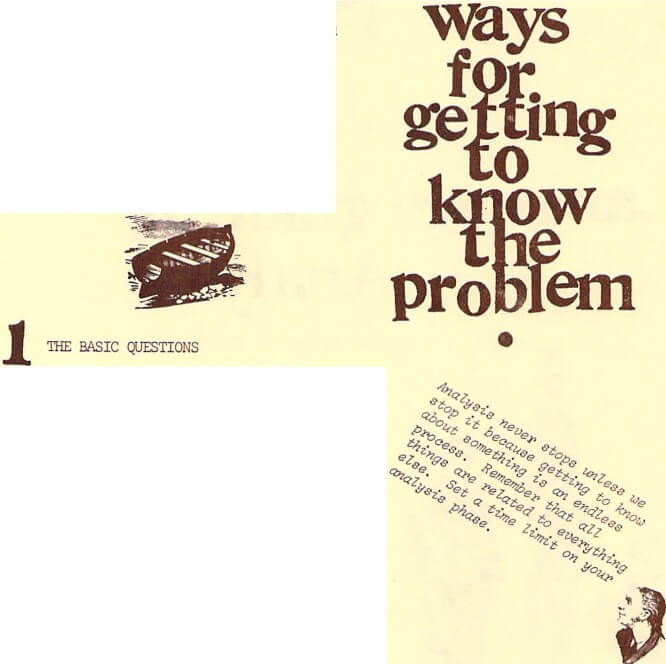 ways
for
getting
to
know
the
problem
1 THE BASIC QUESTIONS
Analysis never stops unless we
stop it because getting to know
about something is an endless
process. Remember that all
things are related to everything
else. Set a time limit on your
analysis phase.